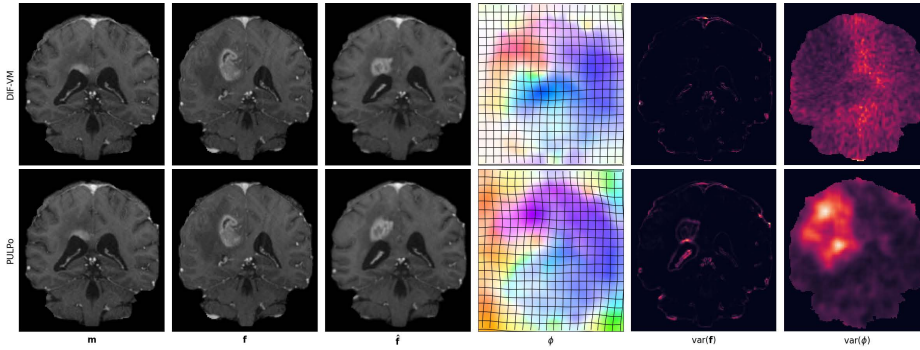 DIF-VM
PULPo
m
f
f̂
ϕ
var(f)
var(ϕ)